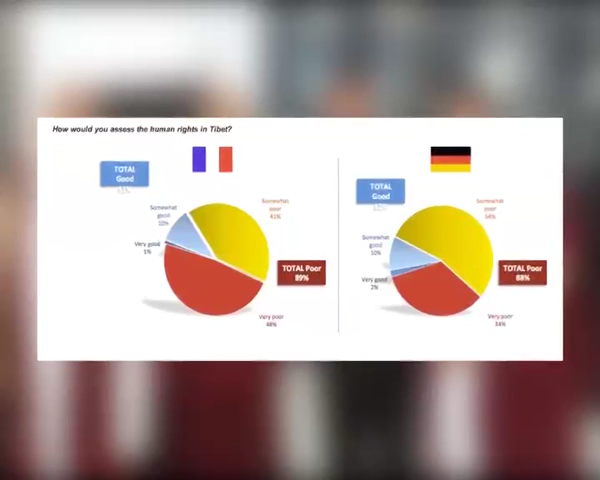 How would you assess the human rights in Tibet?
TOTAL
Good
11%
Somewhat
good
10%
Very good
1%
Somewhat
poor
41%
TOTAL Poor
89%
Very poor
48%
TOTAL
Good
12%
Somewhat
good
10%
Very good
2%
Somewhat
poor
54%
TOTAL Poor
88%
Very poor
34%